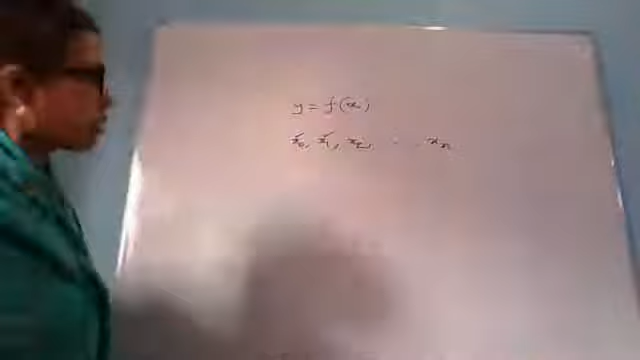 y = f(x)
x₀, x₁, x₂, . . . xₙ